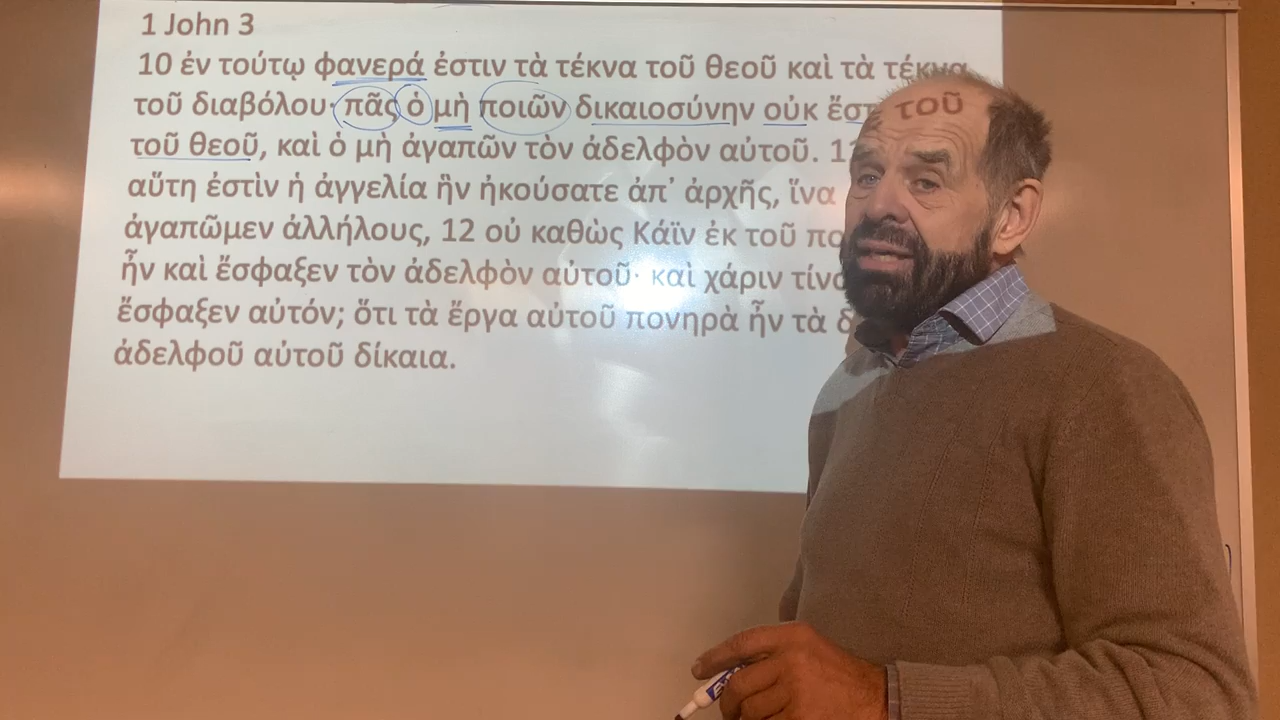 1 John 3
10 ἐν τούτῳ φανερά ἐστιν τὰ τέκνα τοῦ θεοῦ καὶ τὰ τέκνα
τοῦ διαβόλου· πᾶς ὁ μὴ ποιῶν δικαιοσύνην οὐκ ἔστ τοῦ
τοῦ θεοῦ, καὶ ὁ μὴ ἀγαπῶν τὸν ἀδελφὸν αὐτοῦ. 11
αὕτη ἐστὶν ἡ ἀγγελία ἣν ἠκούσατε ἀπ᾽ ἀρχῆς, ἵνα
ἀγαπῶμεν ἀλλήλους, 12 οὐ καθὼς Κάϊν ἐκ τοῦ πο
ἦν καὶ ἔσφαξεν τὸν ἀδελφὸν αὐτοῦ· καὶ χάριν τίνο
ἔσφαξεν αὐτόν; ὅτι τὰ ἔργα αὐτοῦ πονηρὰ ἦν τὰ δ
ἀδελφοῦ αὐτοῦ δίκαια.